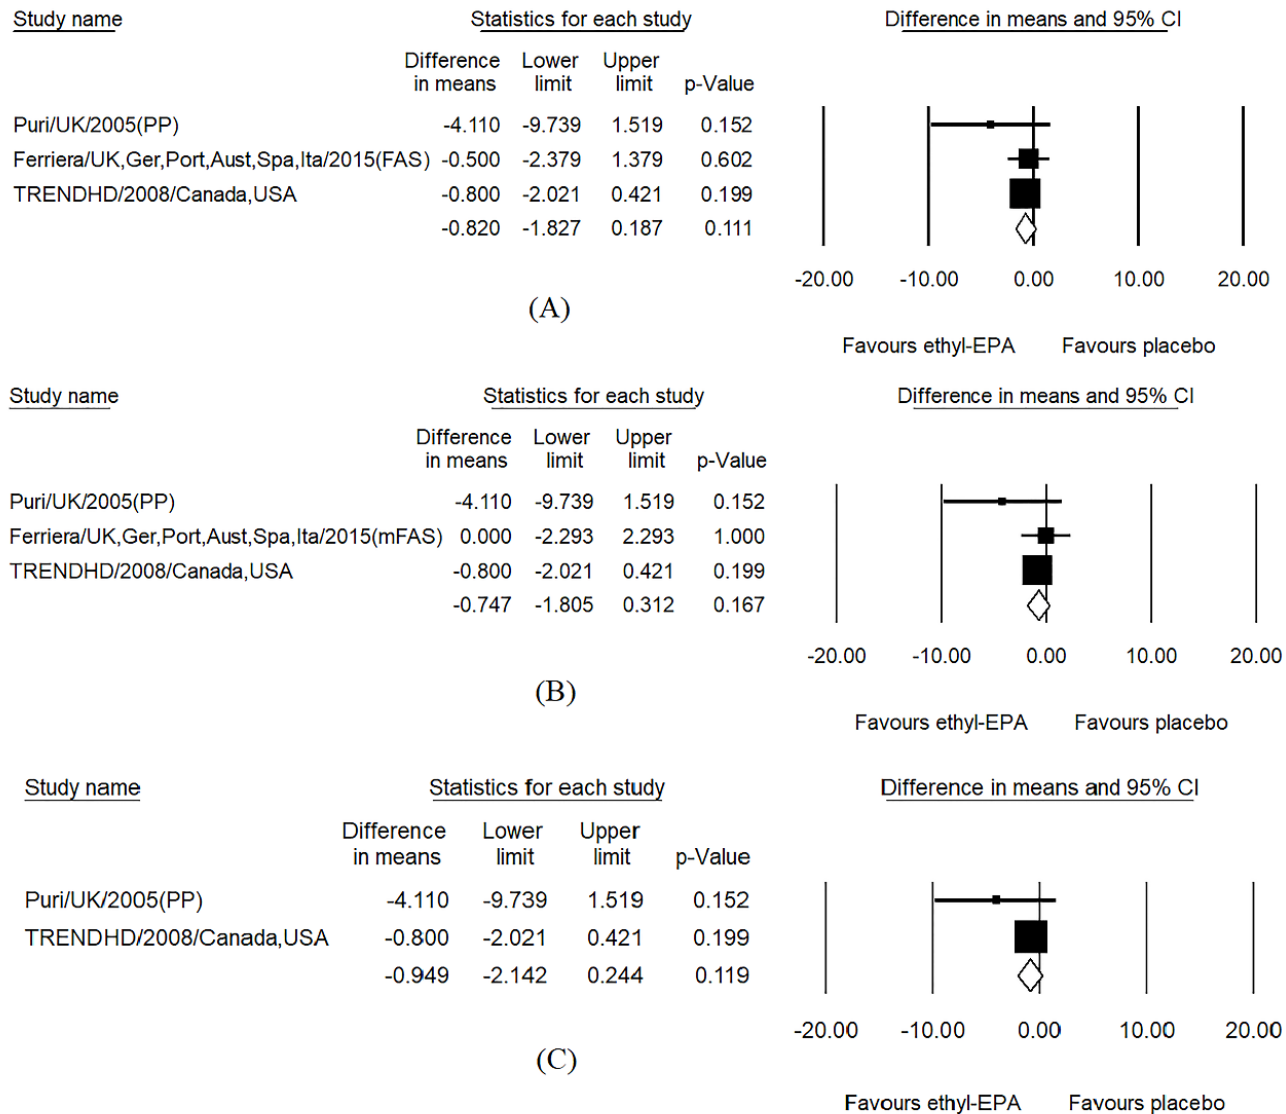 Study name Statistics for each study Difference in means and 95% CI
Difference in means Lower limit Upper limit p-Value
Puri/UK/2005(PP) -4.110 -9.739 1.519 0.152
Ferriera/UK,Ger,Port,Aust,Spa,Ita/2015(FAS) -0.500 -2.379 1.379 0.602
TRENDHD/2008/Canada,USA -0.800 -2.021 0.421 0.199
-0.820 -1.827 0.187 0.111
-20.00 -10.00 0.00 10.00 20.00
(A)
Favours ethyl-EPA Favours placebo
Study name Statistics for each study Difference in means and 95% CI
Difference in means Lower limit Upper limit p-Value
Puri/UK/2005(PP) -4.110 -9.739 1.519 0.152
Ferriera/UK,Ger,Port,Aust,Spa,Ita/2015(mFAS) 0.000 -2.293 2.293 1.000
TRENDHD/2008/Canada,USA -0.800 -2.021 0.421 0.199
-0.747 -1.805 0.312 0.167
-20.00 -10.00 0.00 10.00 20.00
(B)
Favours ethyl-EPA Favours placebo
Study name Statistics for each study Difference in means and 95% CI
Difference in means Lower limit Upper limit p-Value
Puri/UK/2005(PP) -4.110 -9.739 1.519 0.152
TRENDHD/2008/Canada,USA -0.800 -2.021 0.421 0.199
-0.949 -2.142 0.244 0.119
-20.00 -10.00 0.00 10.00 20.00
(C)
Favours ethyl-EPA Favours placebo